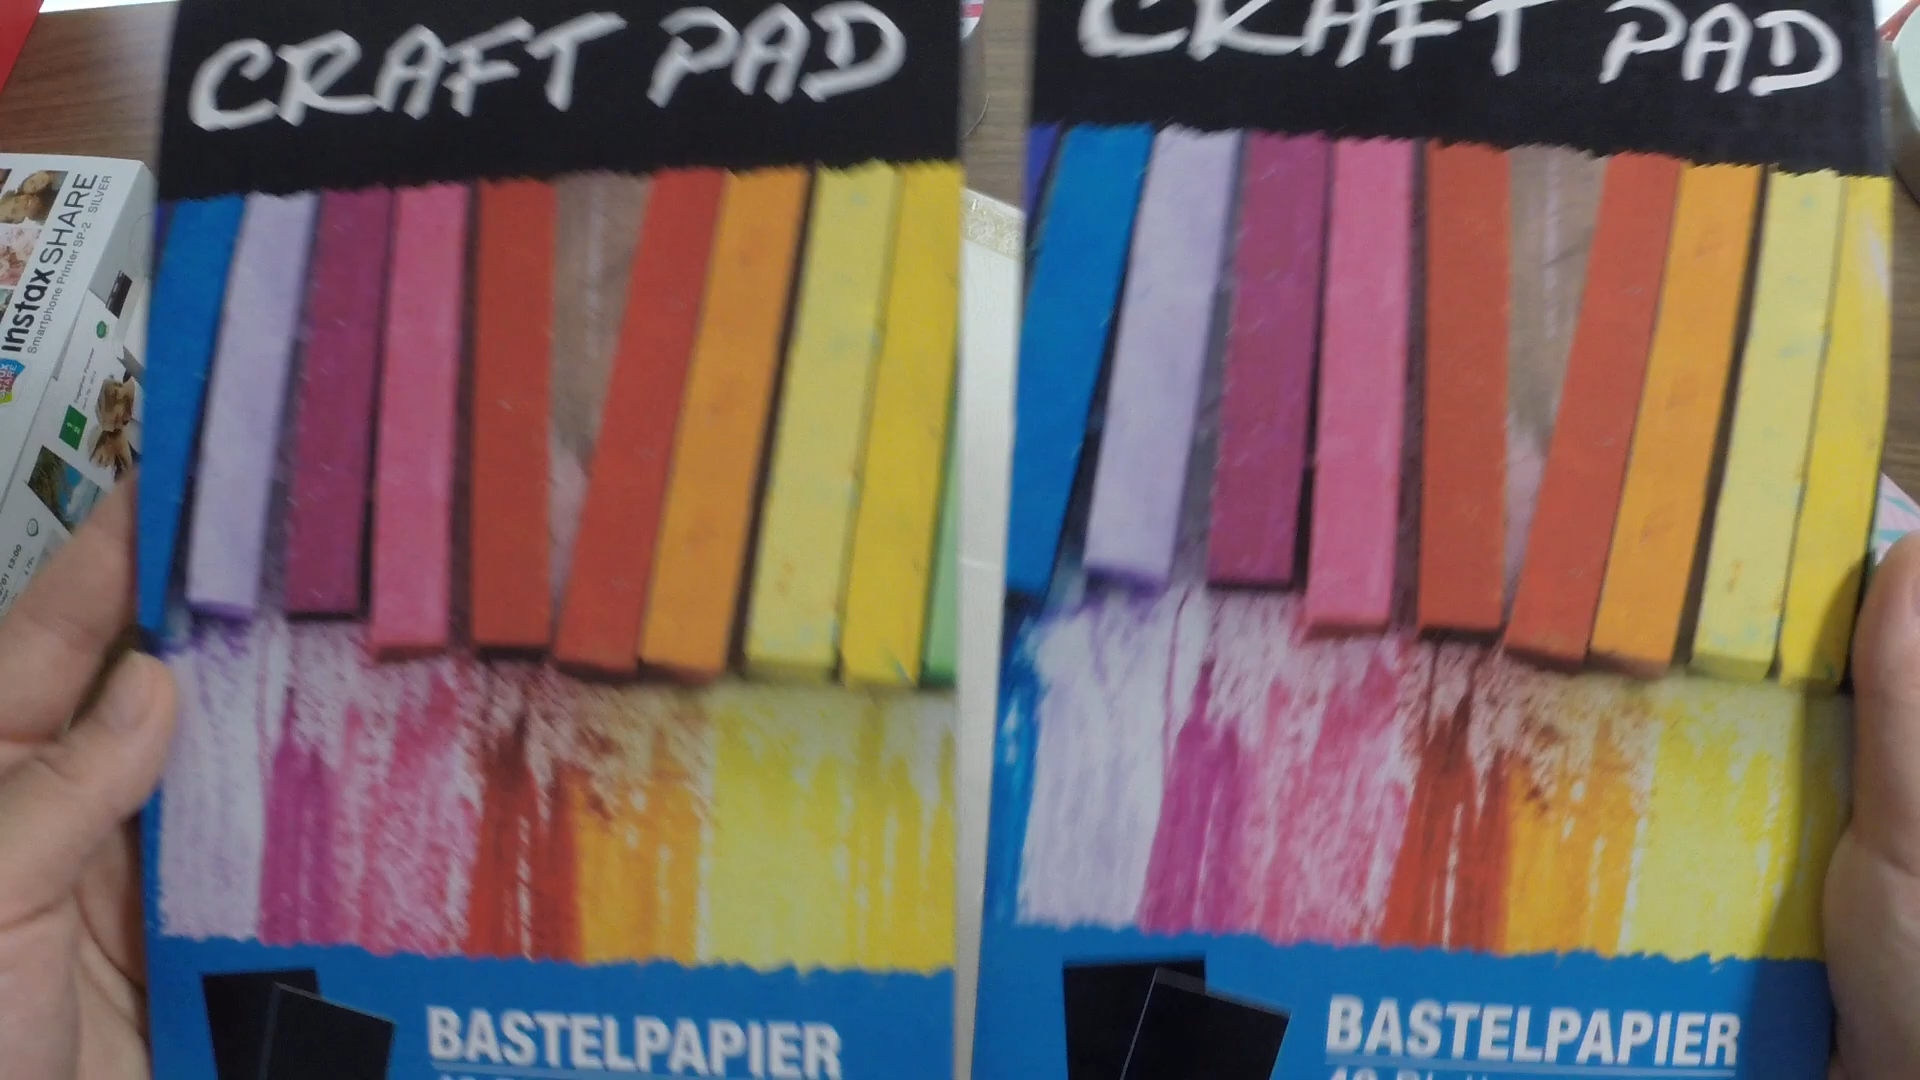 CRAFT PAD
CRAFT PAD
instax SHARE
Smartphone Printer SP-2 SILVER
BASTELPAPIER
BASTELPAPIER